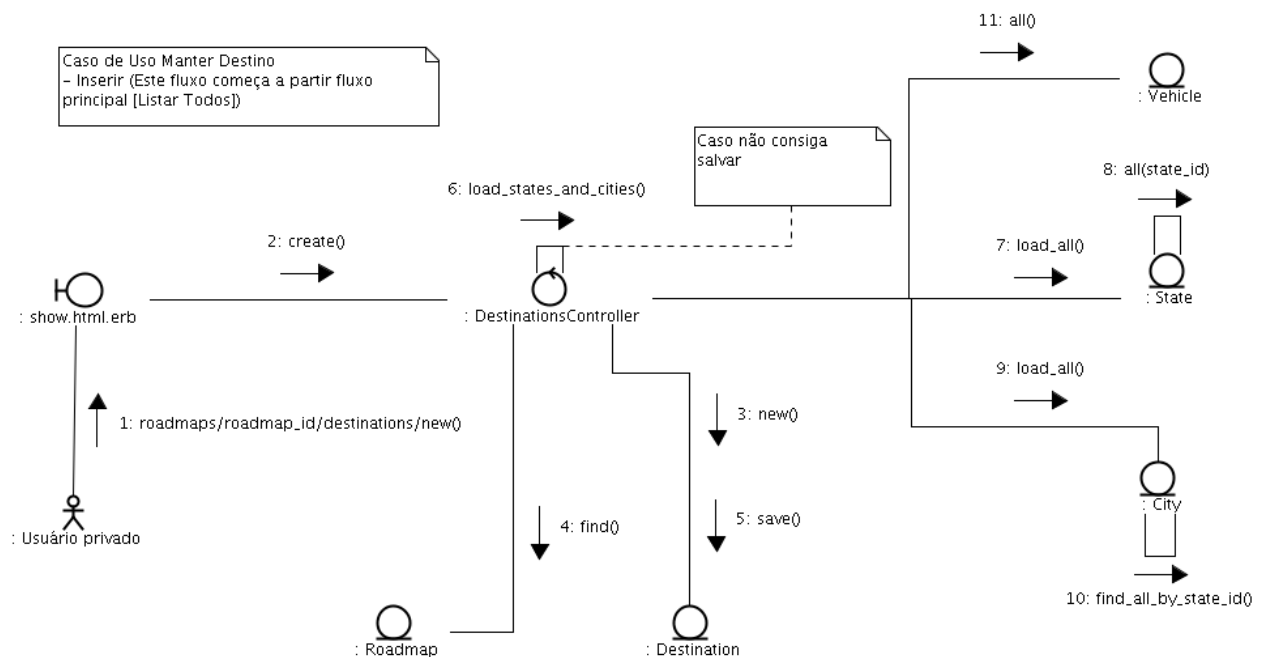 11: all()
Caso de Uso Manter Destino
– Inserir (Este fluxo começa a partir fluxo
principal [Listar Todos])
: Vehicle
Caso não consiga
salvar
8: all(state_id)
6: load_states_and_cities()
2: create()
7: load_all()
: State
: show.html.erb
: DestinationsController
9: load_all()
1: roadmaps/roadmap_id/destinations/new()
3: new()
: City
4: find()
5: save()
: Usuário privado
10: find_all_by_state_id()
: Roadmap
: Destination